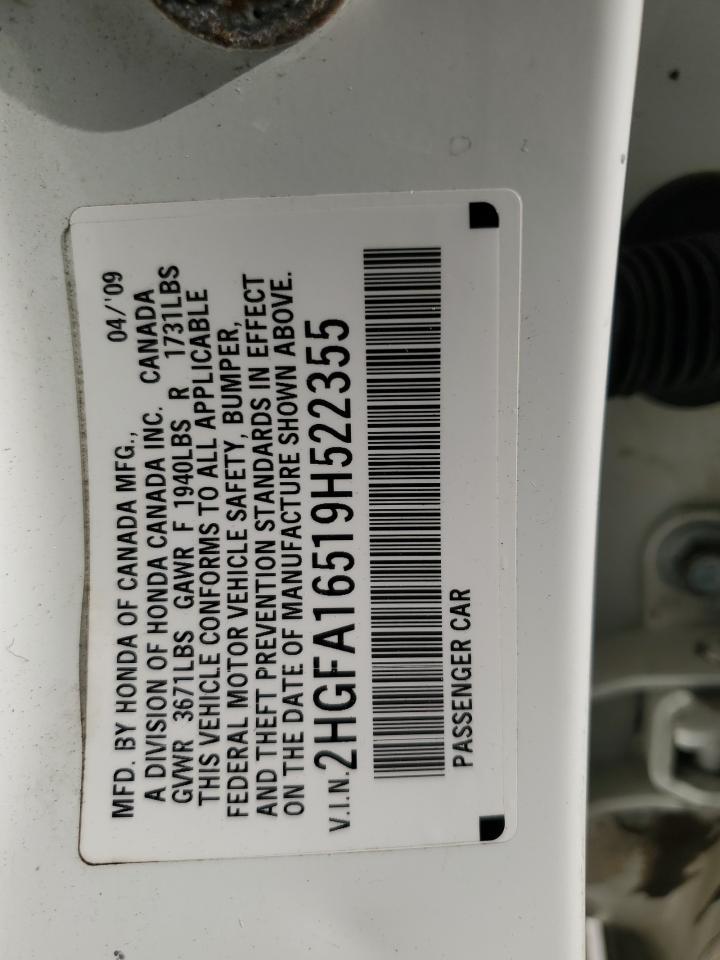 MFD. BY HONDA OF CANADA MFG., 04/'09
A DIVISION OF HONDA CANADA INC. CANADA
GVWR 3671LBS GAWR F 1940LBS R 1731LBS
THIS VEHICLE CONFORMS TO ALL APPLICABLE
FEDERAL MOTOR VEHICLE SAFETY, BUMPER,
AND THEFT PREVENTION STANDARDS IN EFFECT
ON THE DATE OF MANUFACTURE SHOWN ABOVE.
V.I.N. 2HGFA16519H522355
PASSENGER CAR